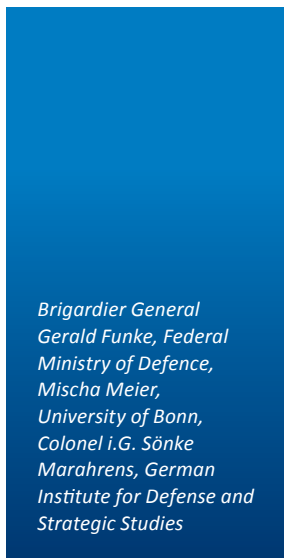 Brigardier General
Gerald Funke, Federal
Ministry of Defence,
Mischa Meier,
University of Bonn,
Colonel i.G. Sönke
Marahrens, German
Institute for Defense and
Strategic Studies